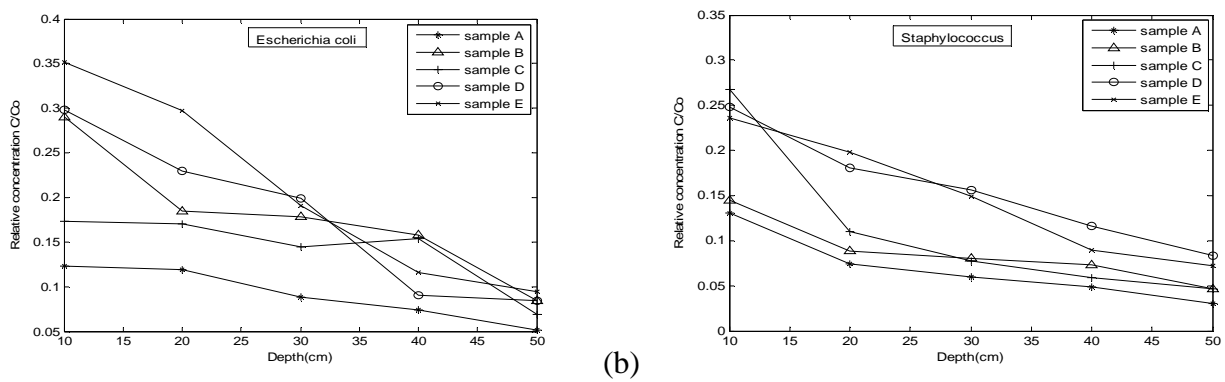 Escherichia coli
sample A
sample B
sample C
sample D
sample E
0.4
0.35
0.3
0.25
0.2
0.15
0.1
0.05
Relative concentration C/Co
10 15 20 25 30 35 40 45 50
Depth(cm)
(b)
Staphylococcus
sample A
sample B
sample C
sample D
sample E
0.35
0.3
0.25
0.2
0.15
0.1
0.05
0
Relative concentration C/Co
10 15 20 25 30 35 40 45 50
Depth(cm)